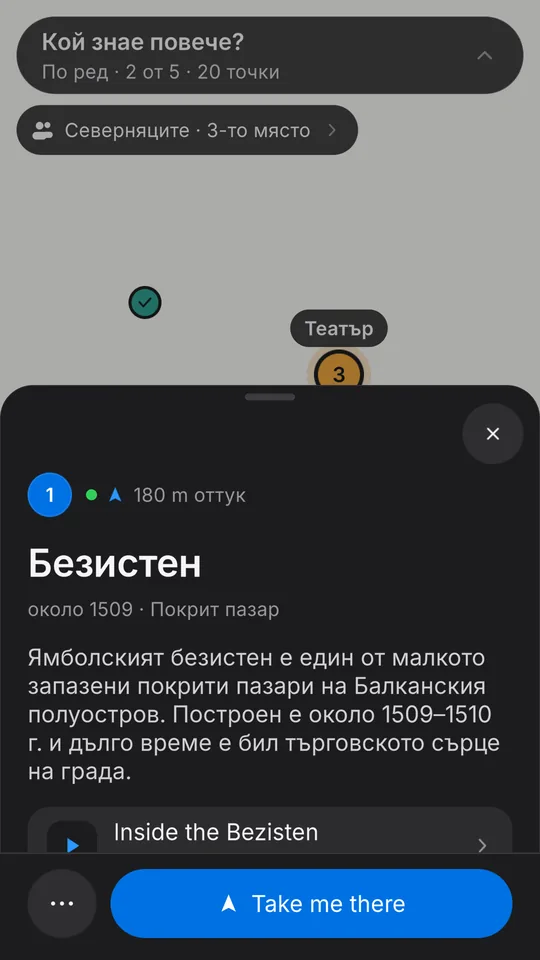 Кой знае повече?
По ред · 2 от 5 · 20 точки
Северняците · 3-то място
Театър
3
1
180 m оттук
Безистен
около 1509 · Покрит пазар
Ямболският безистен е един от малкото
запазени покрити пазари на Балканския
полуостров. Построен е около 1509–1510
г. и дълго време е бил търговското сърце
на града.
Inside the Bezisten
Take me there